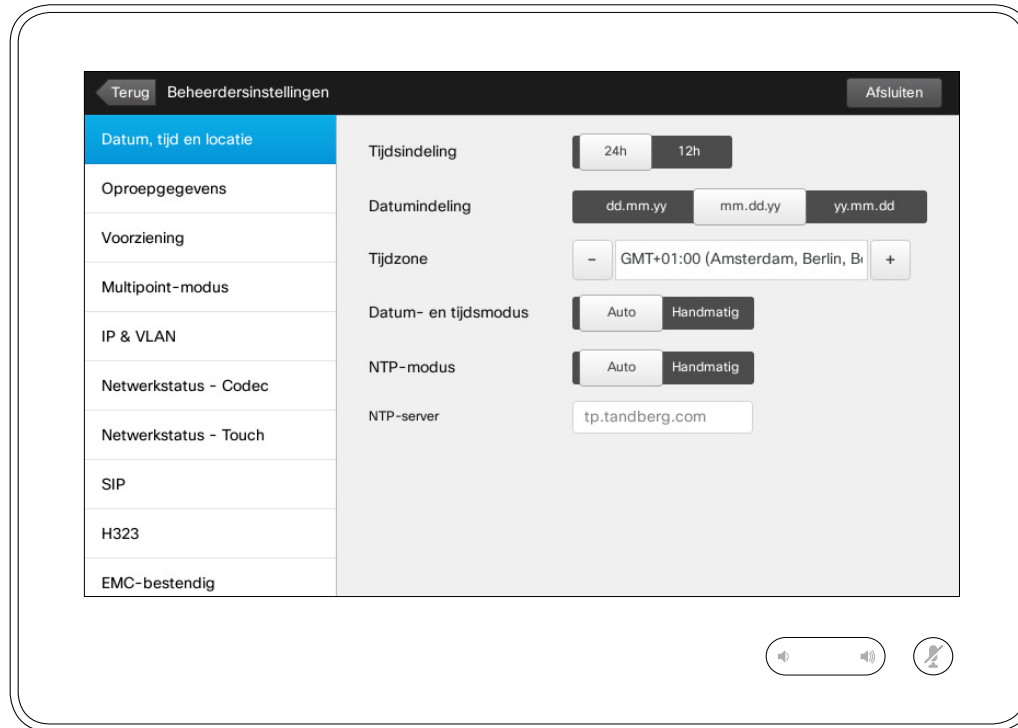 Terug Beheerdersinstellingen Afsluiten
Datum, tijd en locatie
Oproepgegevens
Voorziening
Multipoint-modus
IP & VLAN
Netwerkstatus - Codec
Netwerkstatus - Touch
SIP
H323
EMC-bestendig
Tijdsindeling 24h 12h
Datumindeling dd.mm.yy mm.dd.yy yy.mm.dd
Tijdzone - GMT+01:00 (Amsterdam, Berlin, +
Datum- en tijdsmodus Auto Handmatig
NTP-modus Auto Handmatig
NTP-server tp.tandberg.com